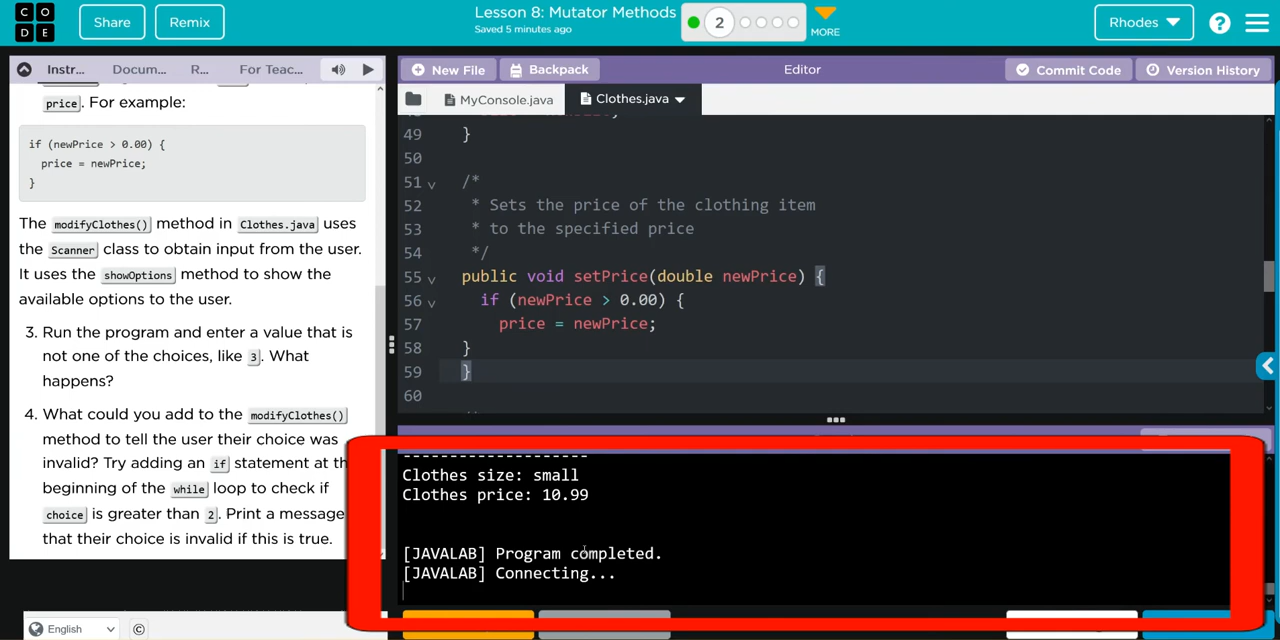 CODE
Share
Remix
Lesson 8: Mutator Methods
Saved 5 minutes ago
2
MORE
Rhodes
?
Instr...
Docum...
R...
For Teac...
New File
Backpack
Editor
Commit Code
Version History
MyConsole.java
Clothes.java
price . For example:
if (newPrice > 0.00) {
price = newPrice;
}
The modifyClothes() method in Clothes.java uses
the Scanner class to obtain input from the user.
It uses the showOptions method to show the
available options to the user.
3. Run the program and enter a value that is
not one of the choices, like 3 . What
happens?
4. What could you add to the modifyClothes()
method to tell the user their choice was
invalid? Try adding an if statement at the
beginning of the while loop to check if
choice is greater than 2 . Print a message
that their choice is invalid if this is true.
49 }
50
51 /*
52 * Sets the price of the clothing item
53 * to the specified price
54 */
55 public void setPrice(double newPrice) {
56 if (newPrice > 0.00) {
57 price = newPrice;
58 }
59 }
60
--------------------
Clothes size: small
Clothes price: 10.99
[JAVALAB] Program completed.
[JAVALAB] Connecting...
English
©